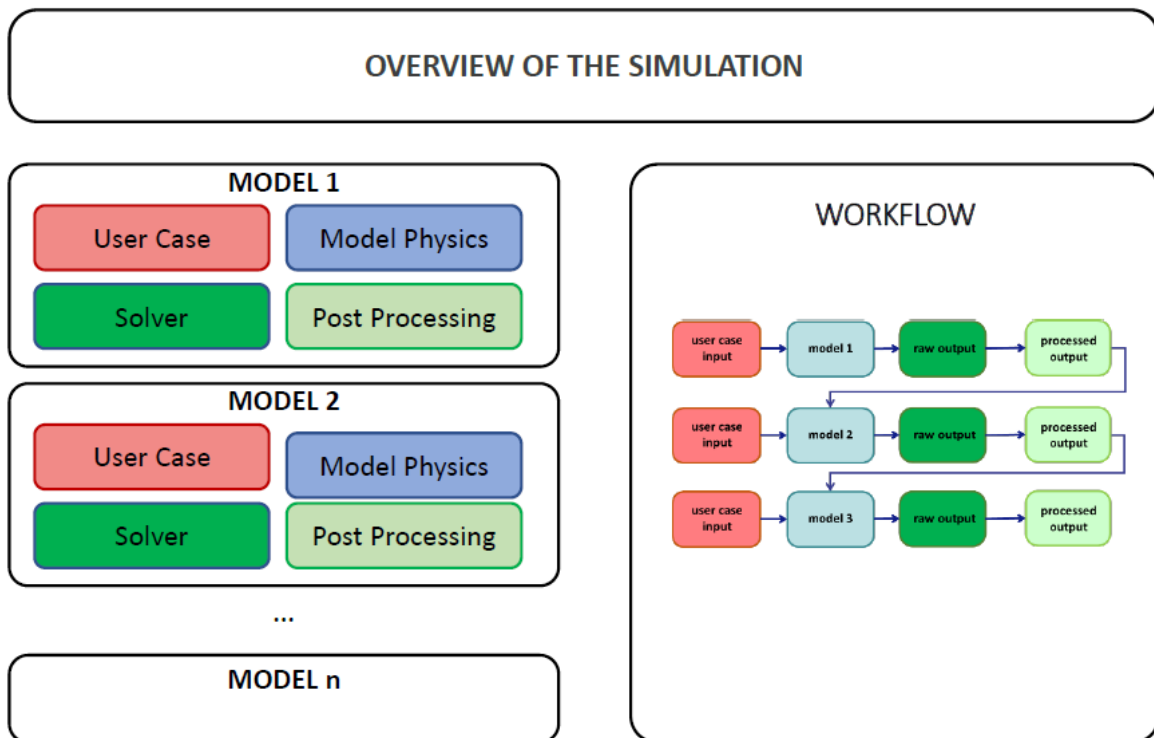 OVERVIEW OF THE SIMULATION
MODEL 1
User Case
Model Physics
Solver
Post Processing
MODEL 2
User Case
Model Physics
Solver
Post Processing
...
MODEL n
WORKFLOW
user case
input
model 1
raw output
processed
output
user case
input
model 2
raw output
processed
output
user case
input
model 3
raw output
processed
output